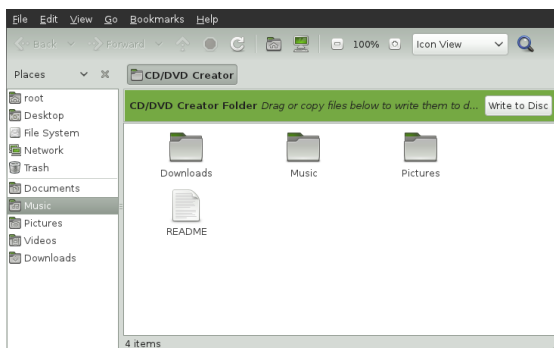 File Edit View Go Bookmarks Help
Back Forward 100% Icon View
Places CD/DVD Creator
CD/DVD Creator Folder Drag or copy files below to write them to d... Write to Disc
root
Desktop
File System
Network
Trash
Documents
Music
Pictures
Videos
Downloads
Downloads Music Pictures
README
4 items